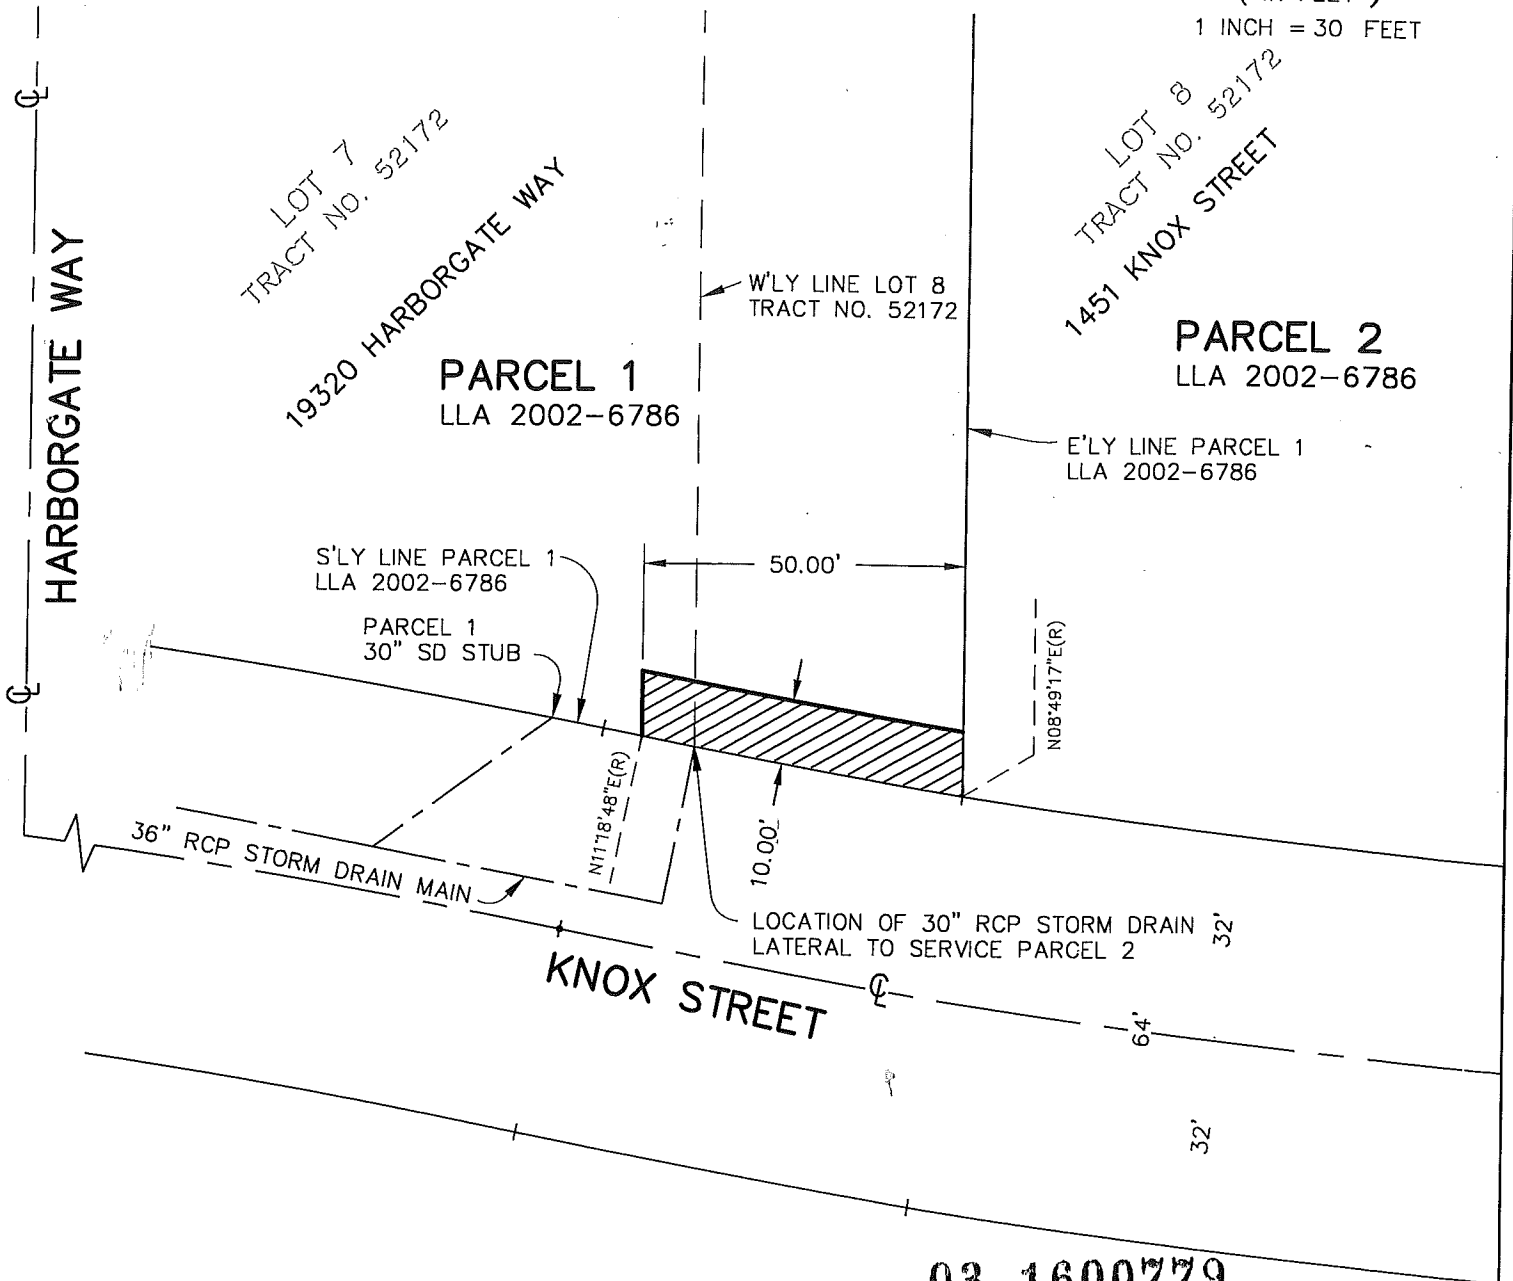 1 INCH = 30 FEET
LOT 7
TRACT NO. 52172
19320 HARBORGATE WAY
LOT 8
TRACT NO. 52172
1451 KNOX STREET
HARBORGATE WAY
W'LY LINE LOT 8
TRACT NO. 52172
PARCEL 1
LLA 2002-6786
PARCEL 2
LLA 2002-6786
E'LY LINE PARCEL 1
LLA 2002-6786
S'LY LINE PARCEL 1
LLA 2002-6786
50.00'
PARCEL 1
30" SD STUB
N08°49'17"E(R)
N11°18'48"E(R)
10.00'
36" RCP STORM DRAIN MAIN
LOCATION OF 30" RCP STORM DRAIN
LATERAL TO SERVICE PARCEL 2
32'
KNOX STREET
64'
32'
03 1600779